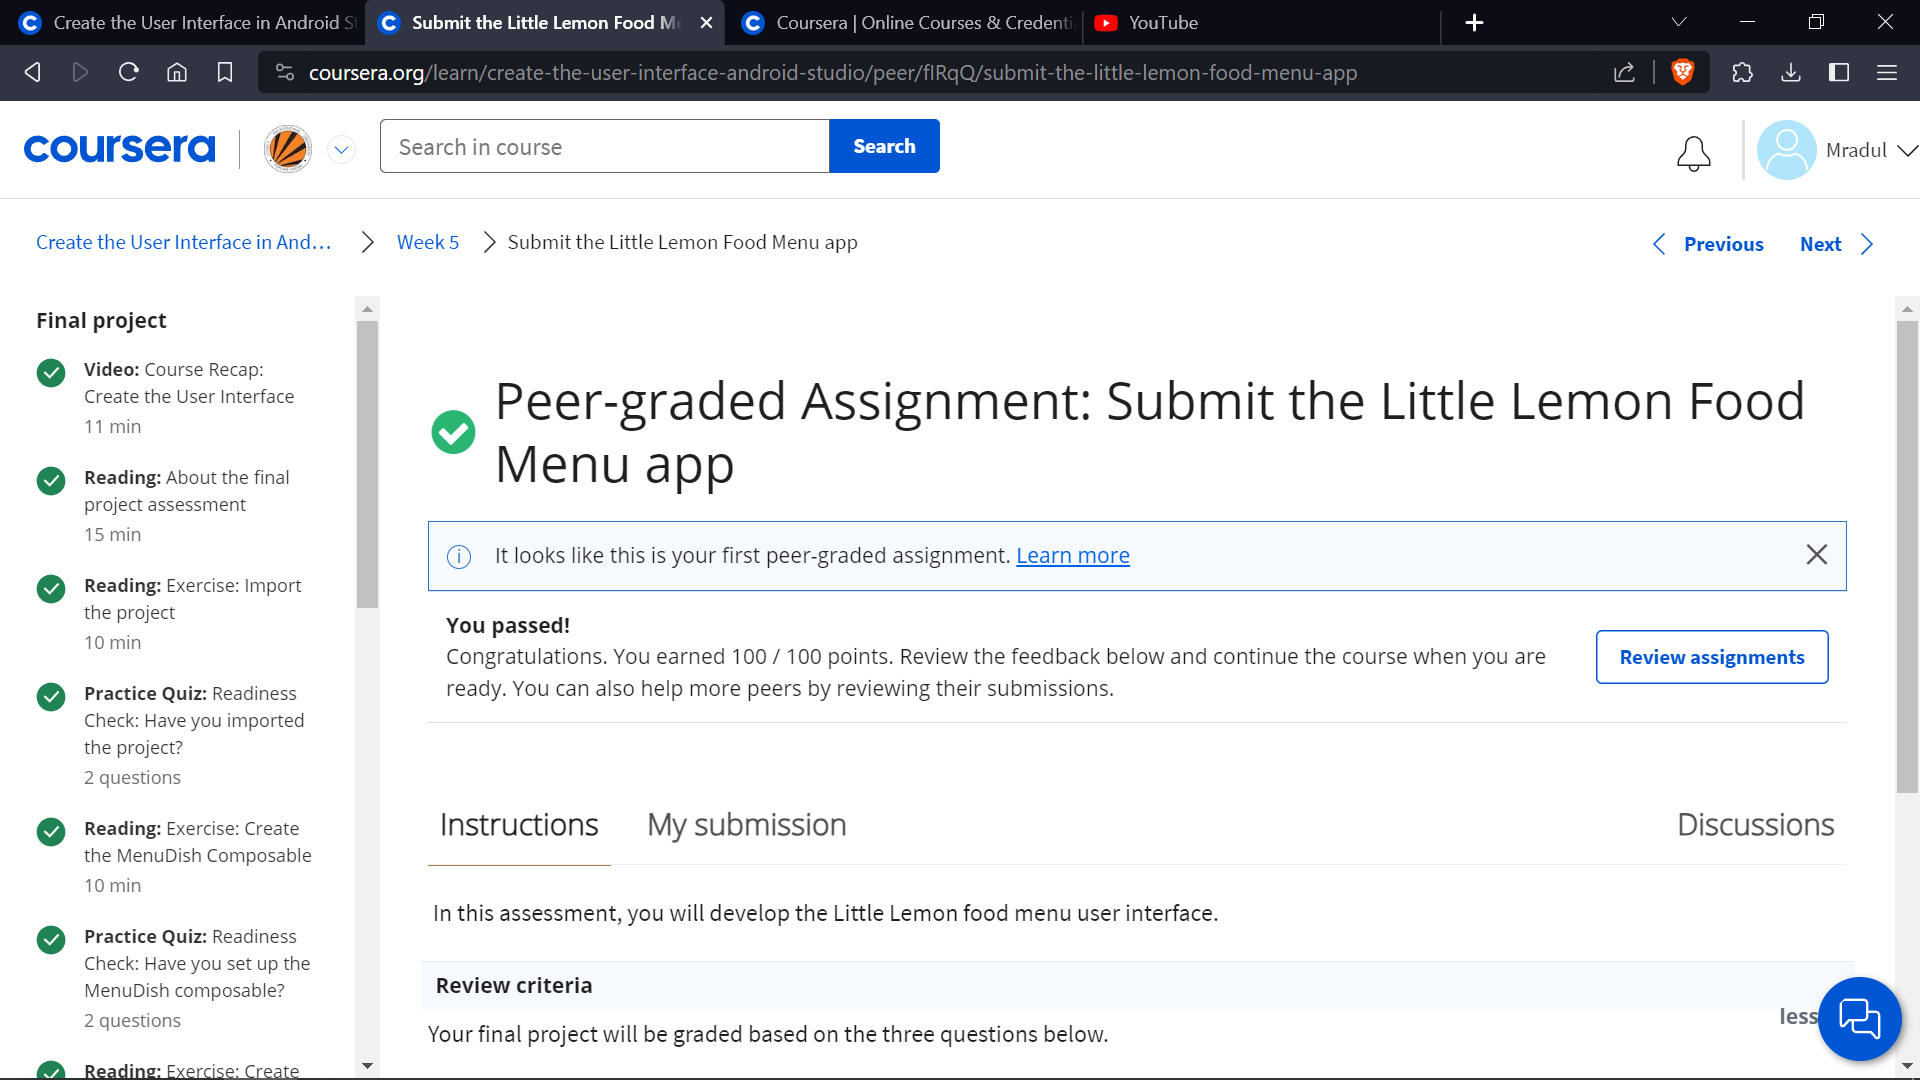 Create the User Interface in Android St
Submit the Little Lemon Food Me
Coursera | Online Courses & Credenti
YouTube
coursera.org/learn/create-the-user-interface-android-studio/peer/fIRqQ/submit-the-little-lemon-food-menu-app
coursera
Search in course
Search
Mradul
Create the User Interface in And...
Week 5
Submit the Little Lemon Food Menu app
Previous
Next
Final project
Video: Course Recap:
Create the User Interface
11 min
Reading: About the final
project assessment
15 min
Reading: Exercise: Import
the project
10 min
Practice Quiz: Readiness
Check: Have you imported
the project?
2 questions
Reading: Exercise: Create
the MenuDish Composable
10 min
Practice Quiz: Readiness
Check: Have you set up the
MenuDish composable?
2 questions
Reading: Exercise: Create
Peer-graded Assignment: Submit the Little Lemon Food
Menu app
It looks like this is your first peer-graded assignment. Learn more
You passed!
Congratulations. You earned 100 / 100 points. Review the feedback below and continue the course when you are
ready. You can also help more peers by reviewing their submissions.
Review assignments
Instructions
My submission
Discussions
In this assessment, you will develop the Little Lemon food menu user interface.
Review criteria
less
Your final project will be graded based on the three questions below.